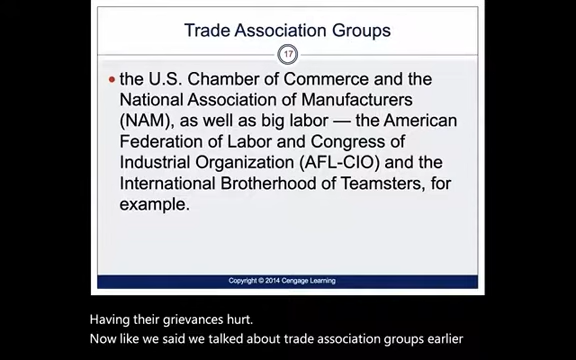 Trade Association Groups
17
• the U.S. Chamber of Commerce and the
National Association of Manufacturers
(NAM), as well as big labor — the American
Federation of Labor and Congress of
Industrial Organization (AFL-CIO) and the
International Brotherhood of Teamsters, for
example.
Copyright © 2014 Cengage Learning
Having their grievances hurt.
Now like we said we talked about trade association groups earlier